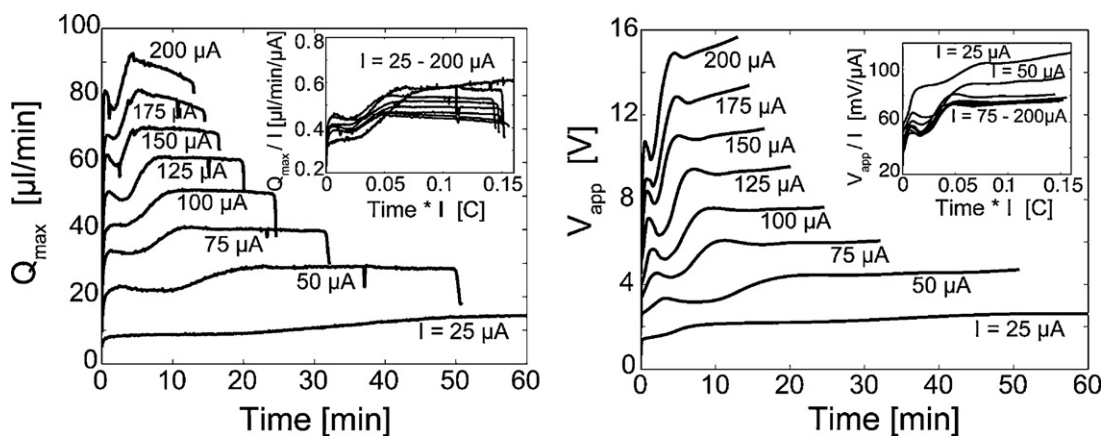 100
80
60
40
20
0
Q_max [µl/min]
0 10 20 30 40 50 60
Time [min]
200 µA
175 µA
150 µA
125 µA
100 µA
75 µA
50 µA
I = 25 µA
0.8
0.6
0.4
0.2
Q_max / I [µl/min/µA]
I = 25 - 200 µA
0 0.05 0.1 0.15
Time * I [C]
16
12
8
4
0
V_app [V]
0 10 20 30 40 50 60
Time [min]
200 µA
175 µA
150 µA
125 µA
100 µA
75 µA
50 µA
I = 25 µA
100
60
20
V_app / I [mV/µA]
I = 25 µA
I = 50 µA
I = 75 - 200µA
0 0.05 0.1 0.15
Time * I [C]